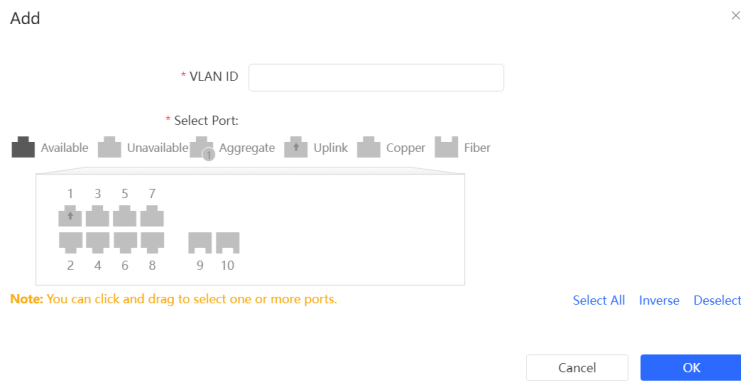 Add
* VLAN ID
* Select Port:
Available Unavailable 1 Aggregate Uplink Copper Fiber
1 3 5 7
2 4 6 8 9 10
Note: You can click and drag to select one or more ports.
Select All Inverse Deselect
Cancel OK